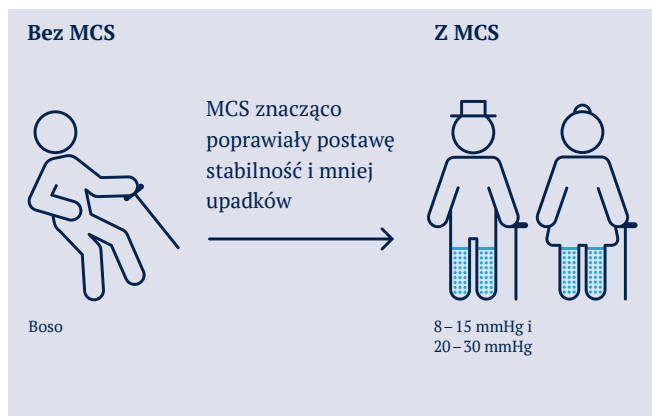 Bez MCS
Z MCS
MCS znacząco
poprawiały postawę
stabilność i mniej
upadków
Boso
8–15 mmHg i
20–30 mmHg